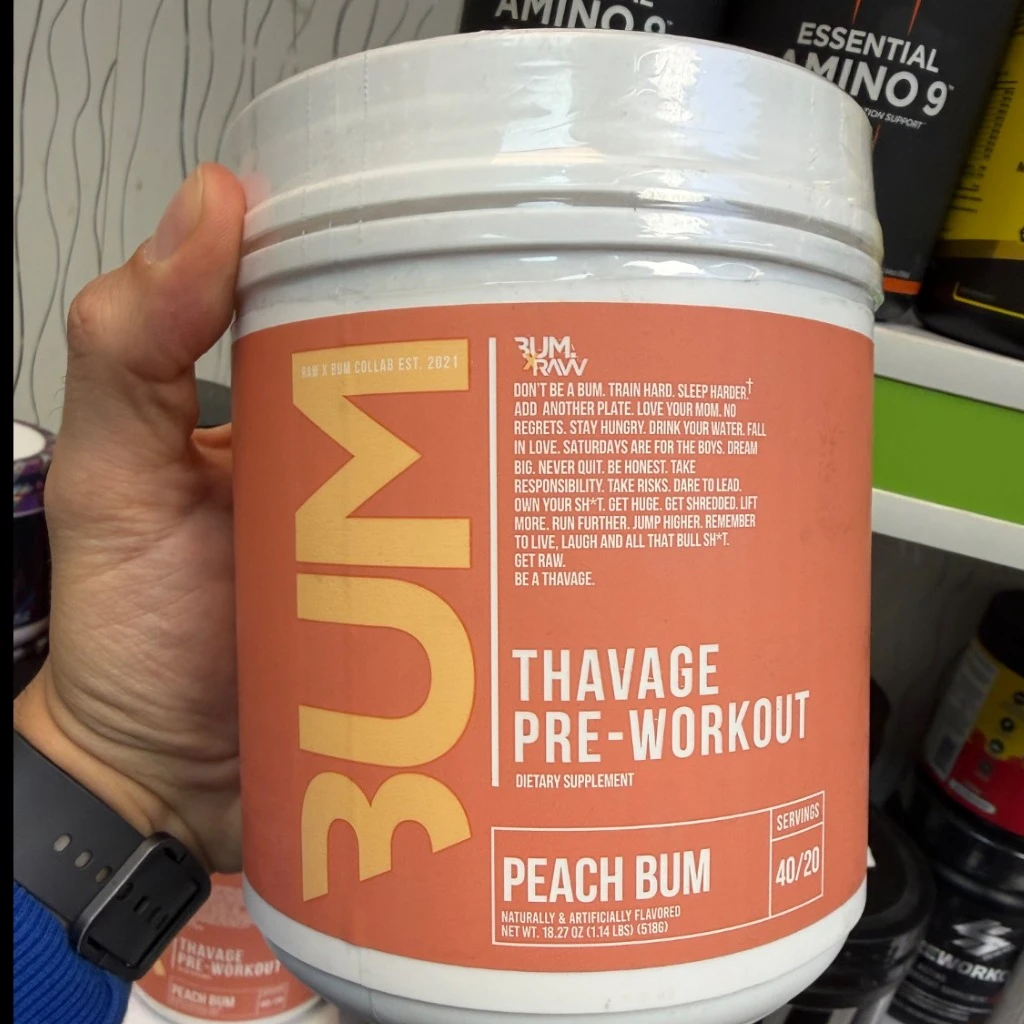 AMINO 9
ESSENTIAL
AMINO 9™
RAW X BUM COLLAB EST. 2021
BUM
BUM
X RAW
DON'T BE A BUM. TRAIN HARD. SLEEP HARDER.†
ADD ANOTHER PLATE. LOVE YOUR MOM. NO
REGRETS. STAY HUNGRY. DRINK YOUR WATER. FALL
IN LOVE. SATURDAYS ARE FOR THE BOYS. DREAM
BIG. NEVER QUIT. BE HONEST. TAKE
RESPONSIBILITY. TAKE RISKS. DARE TO LEAD.
OWN YOUR SH*T. GET HUGE. GET SHREDDED. LIFT
MORE. RUN FURTHER. JUMP HIGHER. REMEMBER
TO LIVE, LAUGH AND ALL THAT BULL SH*T.
GET RAW.
BE A THAVAGE.
THAVAGE
PRE-WORKOUT
DIETARY SUPPLEMENT
PEACH BUM
NATURALLY & ARTIFICIALLY FLAVORED
NET WT. 18.27 OZ (1.14 LBS) (518G)
SERVINGS
40/20
THAVAGE
PRE-WORKOUT
PEACH BUM